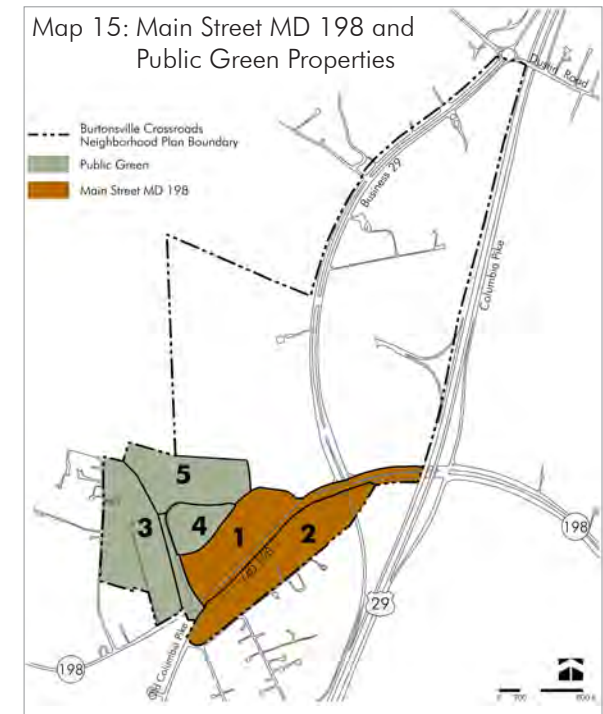 Map 15: Main Street MD 198 and
Public Green Properties
Burtonsville Crossroads
Neighborhood Plan Boundary
Public Green
Main Street MD 198
Dustin Road
Business 29
Columbia Pike
5
3
4
1
2
MD 198
198
29
Old Columbia Pike
198